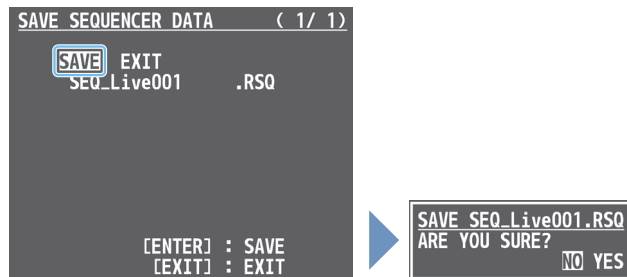 SAVE SEQUENCER DATA ( 1/ 1)
SAVE EXIT
SEQ_Live001 .RSQ
[ENTER] : SAVE
[EXIT] : EXIT
SAVE SEQ_Live001.RSQ
ARE YOU SURE?
NO YES